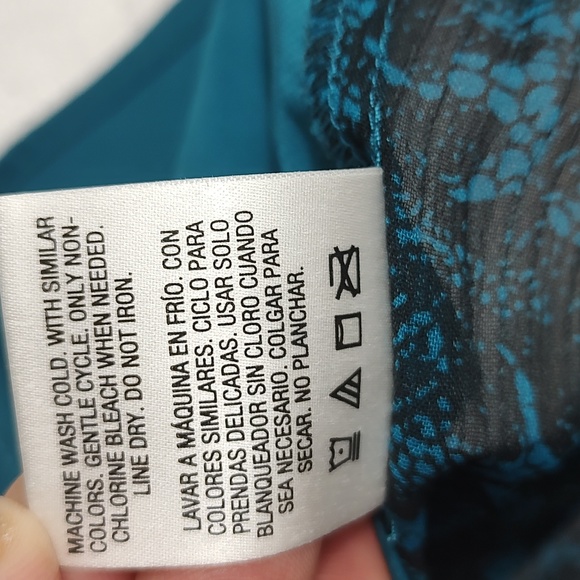 MACHINE WASH COLD. WITH SIMILAR
COLORS. GENTLE CYCLE. ONLY NON-
CHLORINE BLEACH WHEN NEEDED.
LINE DRY. DO NOT IRON.
LAVAR A MÁQUINA EN FRÍO. CON
COLORES SIMILARES. CICLO PARA
PRENDAS DELICADAS. USAR SOLO
BLANQUEADOR SIN CLORO CUANDO
SEA NECESARIO. COLGAR PARA
SECAR. NO PLANCHAR.